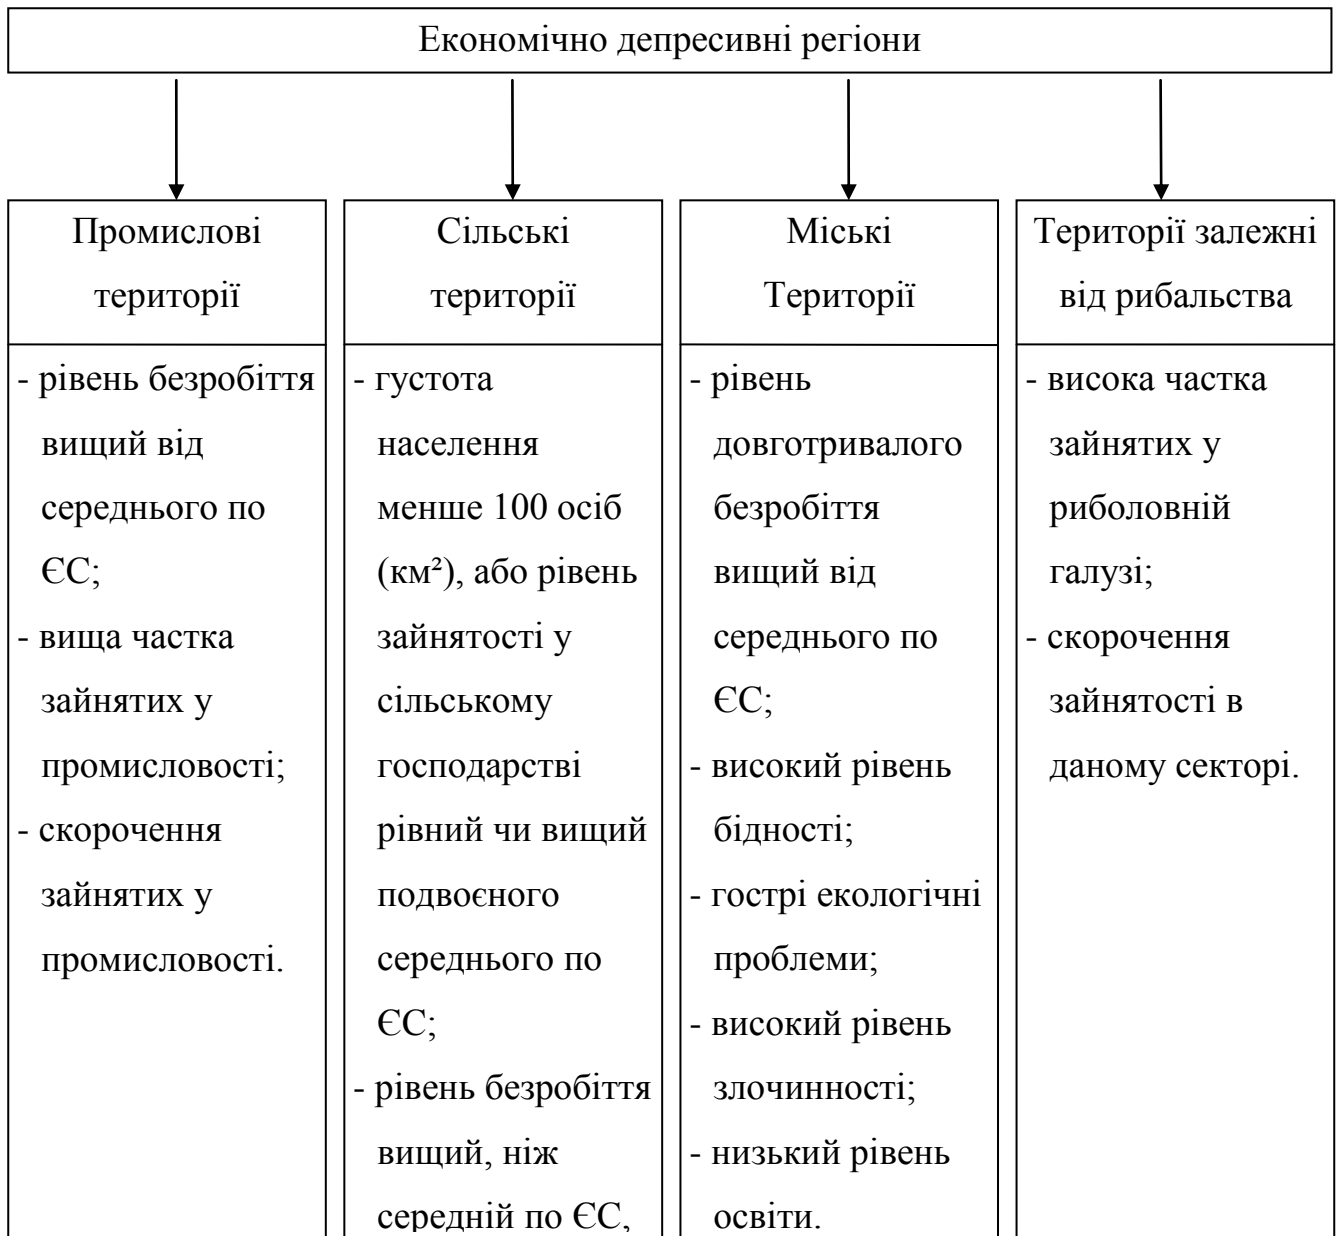 Економічно депресивні регіони
Промислові
території
- рівень безробіття
вищий від
середнього по
ЄС;
- вища частка
зайнятих у
промисловості;
- скорочення
зайнятих у
промисловості.
Сільські
території
- густота
населення
менше 100 осіб
(км²), або рівень
зайнятості у
сільському
господарстві
рівний чи вищий
подвоєного
середнього по
ЄС;
- рівень безробіття
вищий, ніж
середній по ЄС,
Міські
Території
- рівень
довготривалого
безробіття
вищий від
середнього по
ЄС;
- високий рівень
бідності;
- гострі екологічні
проблеми;
- високий рівень
злочинності;
- низький рівень
освіти.
Території залежні
від рибальства
- висока частка
зайнятих у
риболовній
галузі;
- скорочення
зайнятості в
даному секторі.